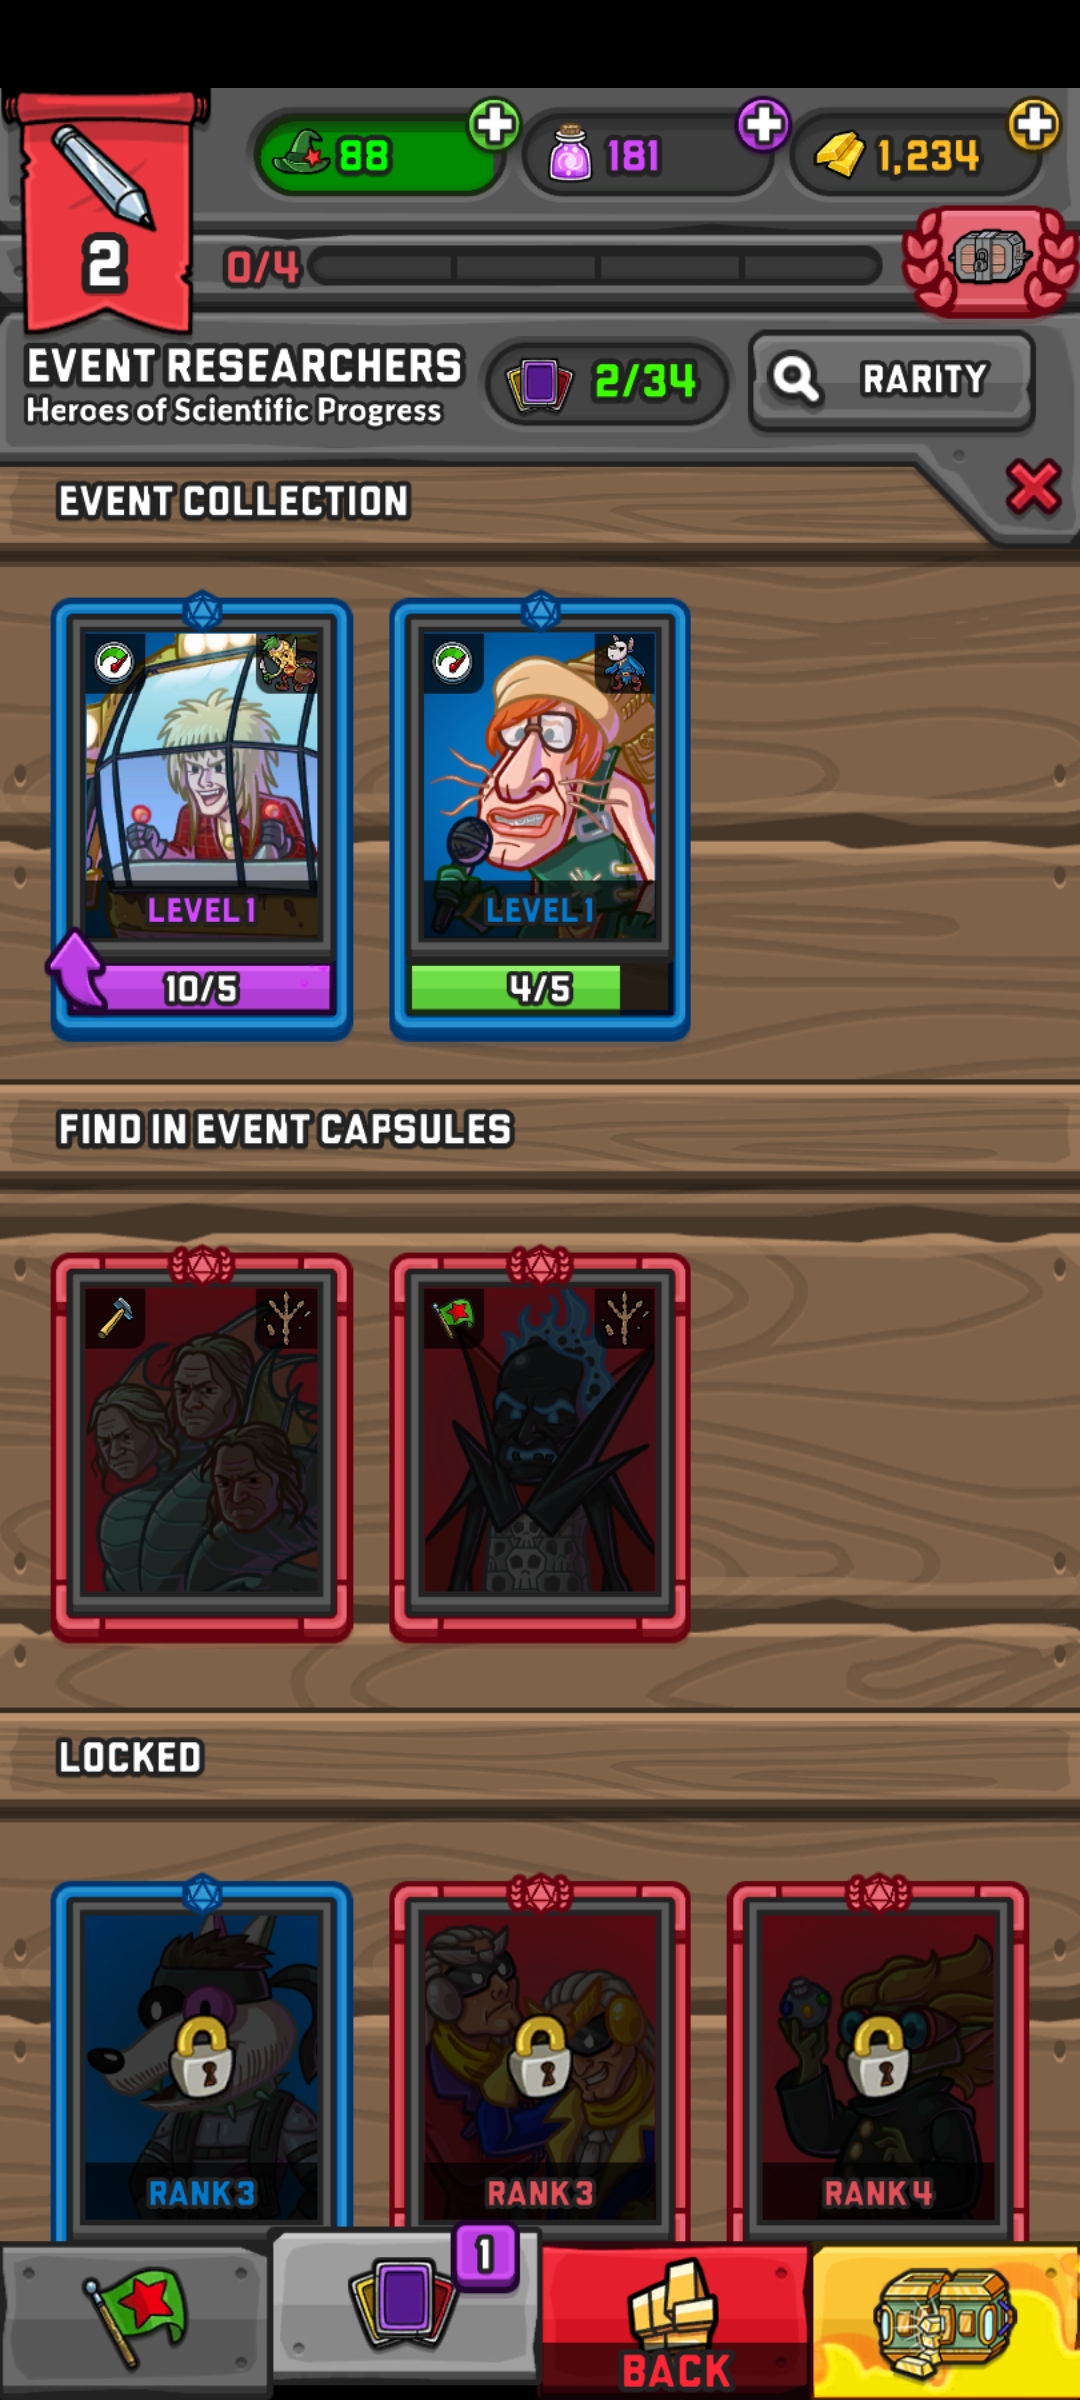 88
181
1,234
2
0/4
EVENT RESEARCHERS
Heroes of Scientific Progress
2/34
RARITY
EVENT COLLECTION
LEVEL 1
LEVEL 1
10/5
4/5
FIND IN EVENT CAPSULES
LOCKED
RANK 3
RANK 3
RANK 4
1
BACK